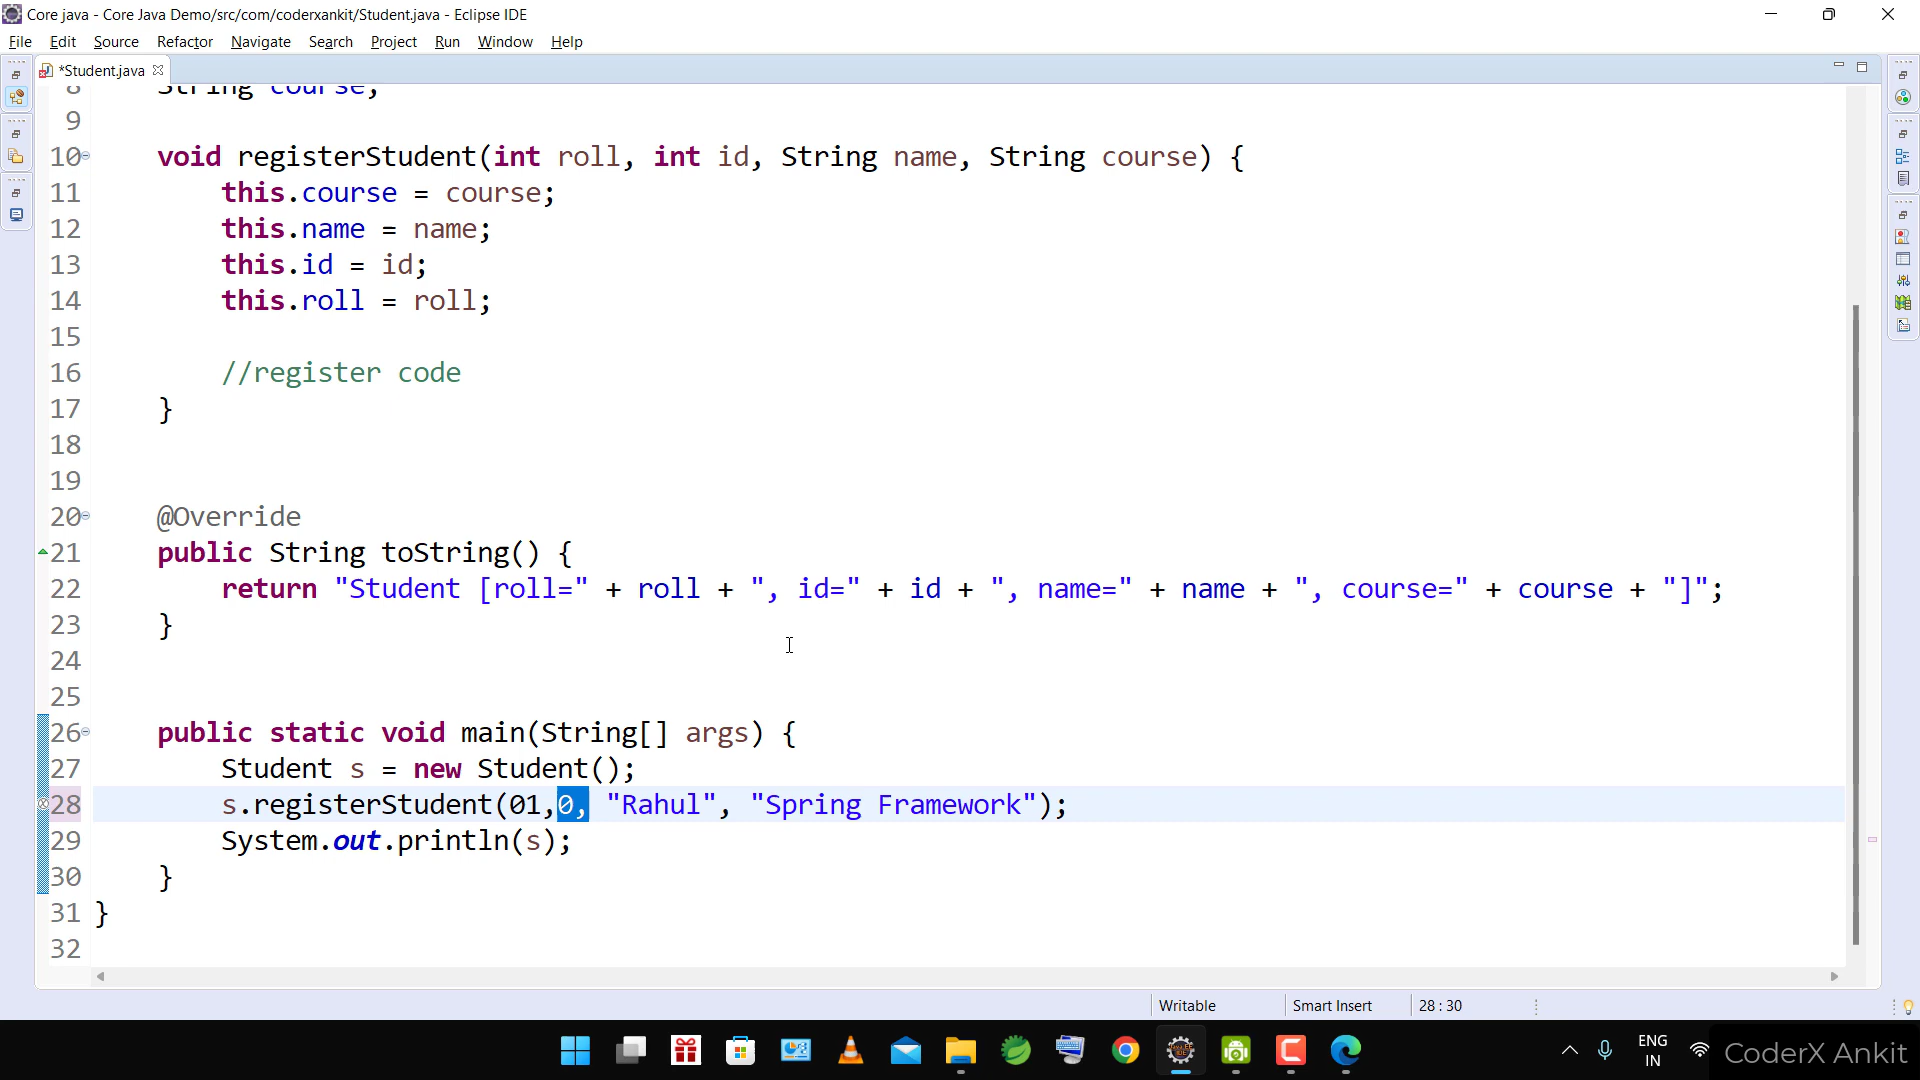 Core java - Core Java Demo/src/com/coderxankit/Student.java - Eclipse IDE
File Edit Source Refactor Navigate Search Project Run Window Help
*Student.java
8 String course;
9
10 void registerStudent(int roll, int id, String name, String course) {
11 this.course = course;
12 this.name = name;
13 this.id = id;
14 this.roll = roll;
15
16 //register code
17 }
18
19
20 @Override
21 public String toString() {
22 return "Student [roll=" + roll + ", id=" + id + ", name=" + name + ", course=" + course + "]";
23 }
24
25
26 public static void main(String[] args) {
27 Student s = new Student();
28 s.registerStudent(01,0, "Rahul", "Spring Framework");
29 System.out.println(s);
30 }
31 }
32
Writable Smart Insert 28 : 30
ENG
IN
CoderX Ankit